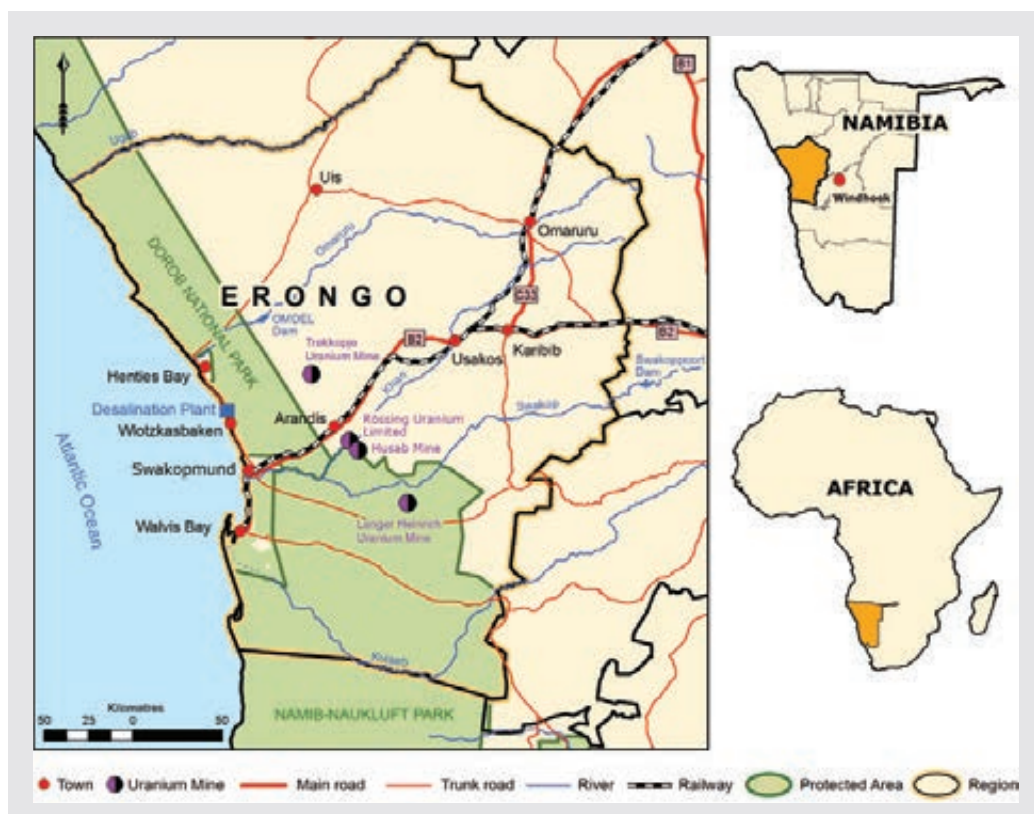 B1
Ugab
Uis
Omaruru
Omaruru
DOROB NATIONAL PARK
ERONGO
OMDEL
Dam
C33
B2
Trekkopje
Uranium Mine
Usakos
Karibib
B2
Henties Bay
Khan
Swakoppoort
Dam
Desalination Plant
Wlotzkasbaken
Arandis
Rössing Uranium
Limited
Swakop
Husab Mine
Atlantic Ocean
Swakopmund
Langer Heinrich
Uranium Mine
Walvis Bay
Kuiseb
NAMIB-NAUKLUFT PARK
Kilometres
50 25 0 50
NAMIBIA
Windhoek
AFRICA
Town
Uranium Mine
Main road
Trunk road
River
Railway
Protected Area
Region